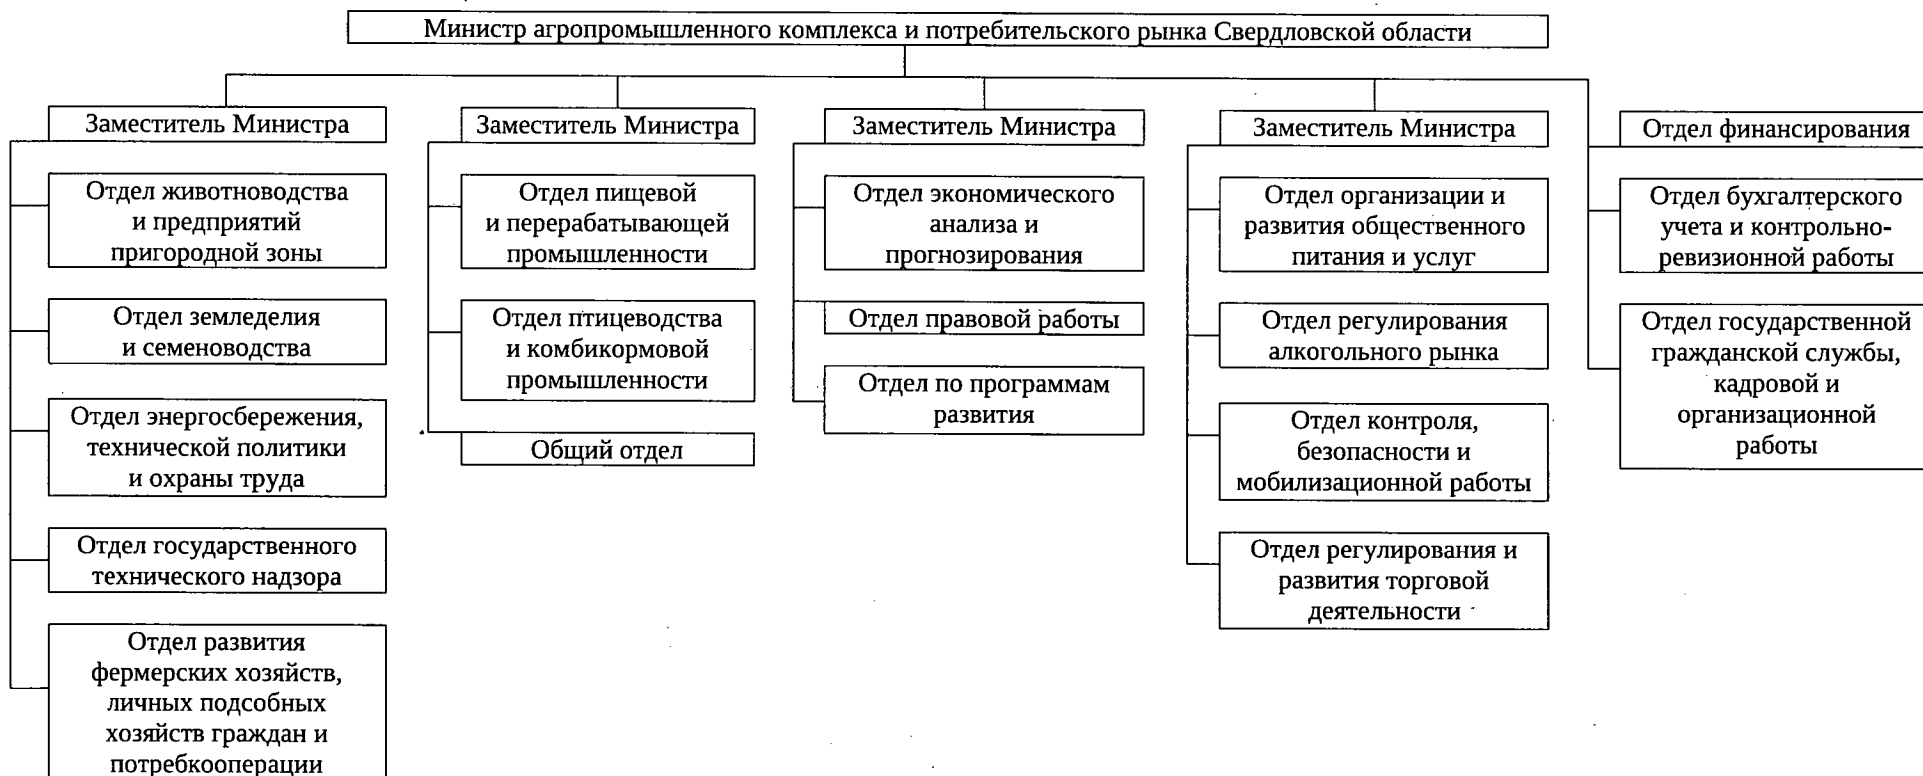 Министр агропромышленного комплекса и потребительского рынка Свердловской области
Заместитель Министра
Отдел животноводства
и предприятий
пригородной зоны
Отдел земледелия
и семеноводства
Отдел энергосбережения,
технической политики
и охраны труда
Отдел государственного
технического надзора
Отдел развития
фермерских хозяйств,
личных подсобных
хозяйств граждан и
потребкооперации
Заместитель Министра
Отдел пищевой
и перерабатывающей
промышленности
Отдел птицеводства
и комбикормовой
промышленности
Общий отдел
Заместитель Министра
Отдел экономического
анализа и
прогнозирования
Отдел правовой работы
Отдел по программам
развития
Заместитель Министра
Отдел организации и
развития общественного
питания и услуг
Отдел регулирования
алкогольного рынка
Отдел контроля,
безопасности и
мобилизационной работы
Отдел регулирования и
развития торговой
деятельности
Отдел финансирования
Отдел бухгалтерского
учета и контрольно-
ревизионной работы
Отдел государственной
гражданской службы,
кадровой и
организационной
работы